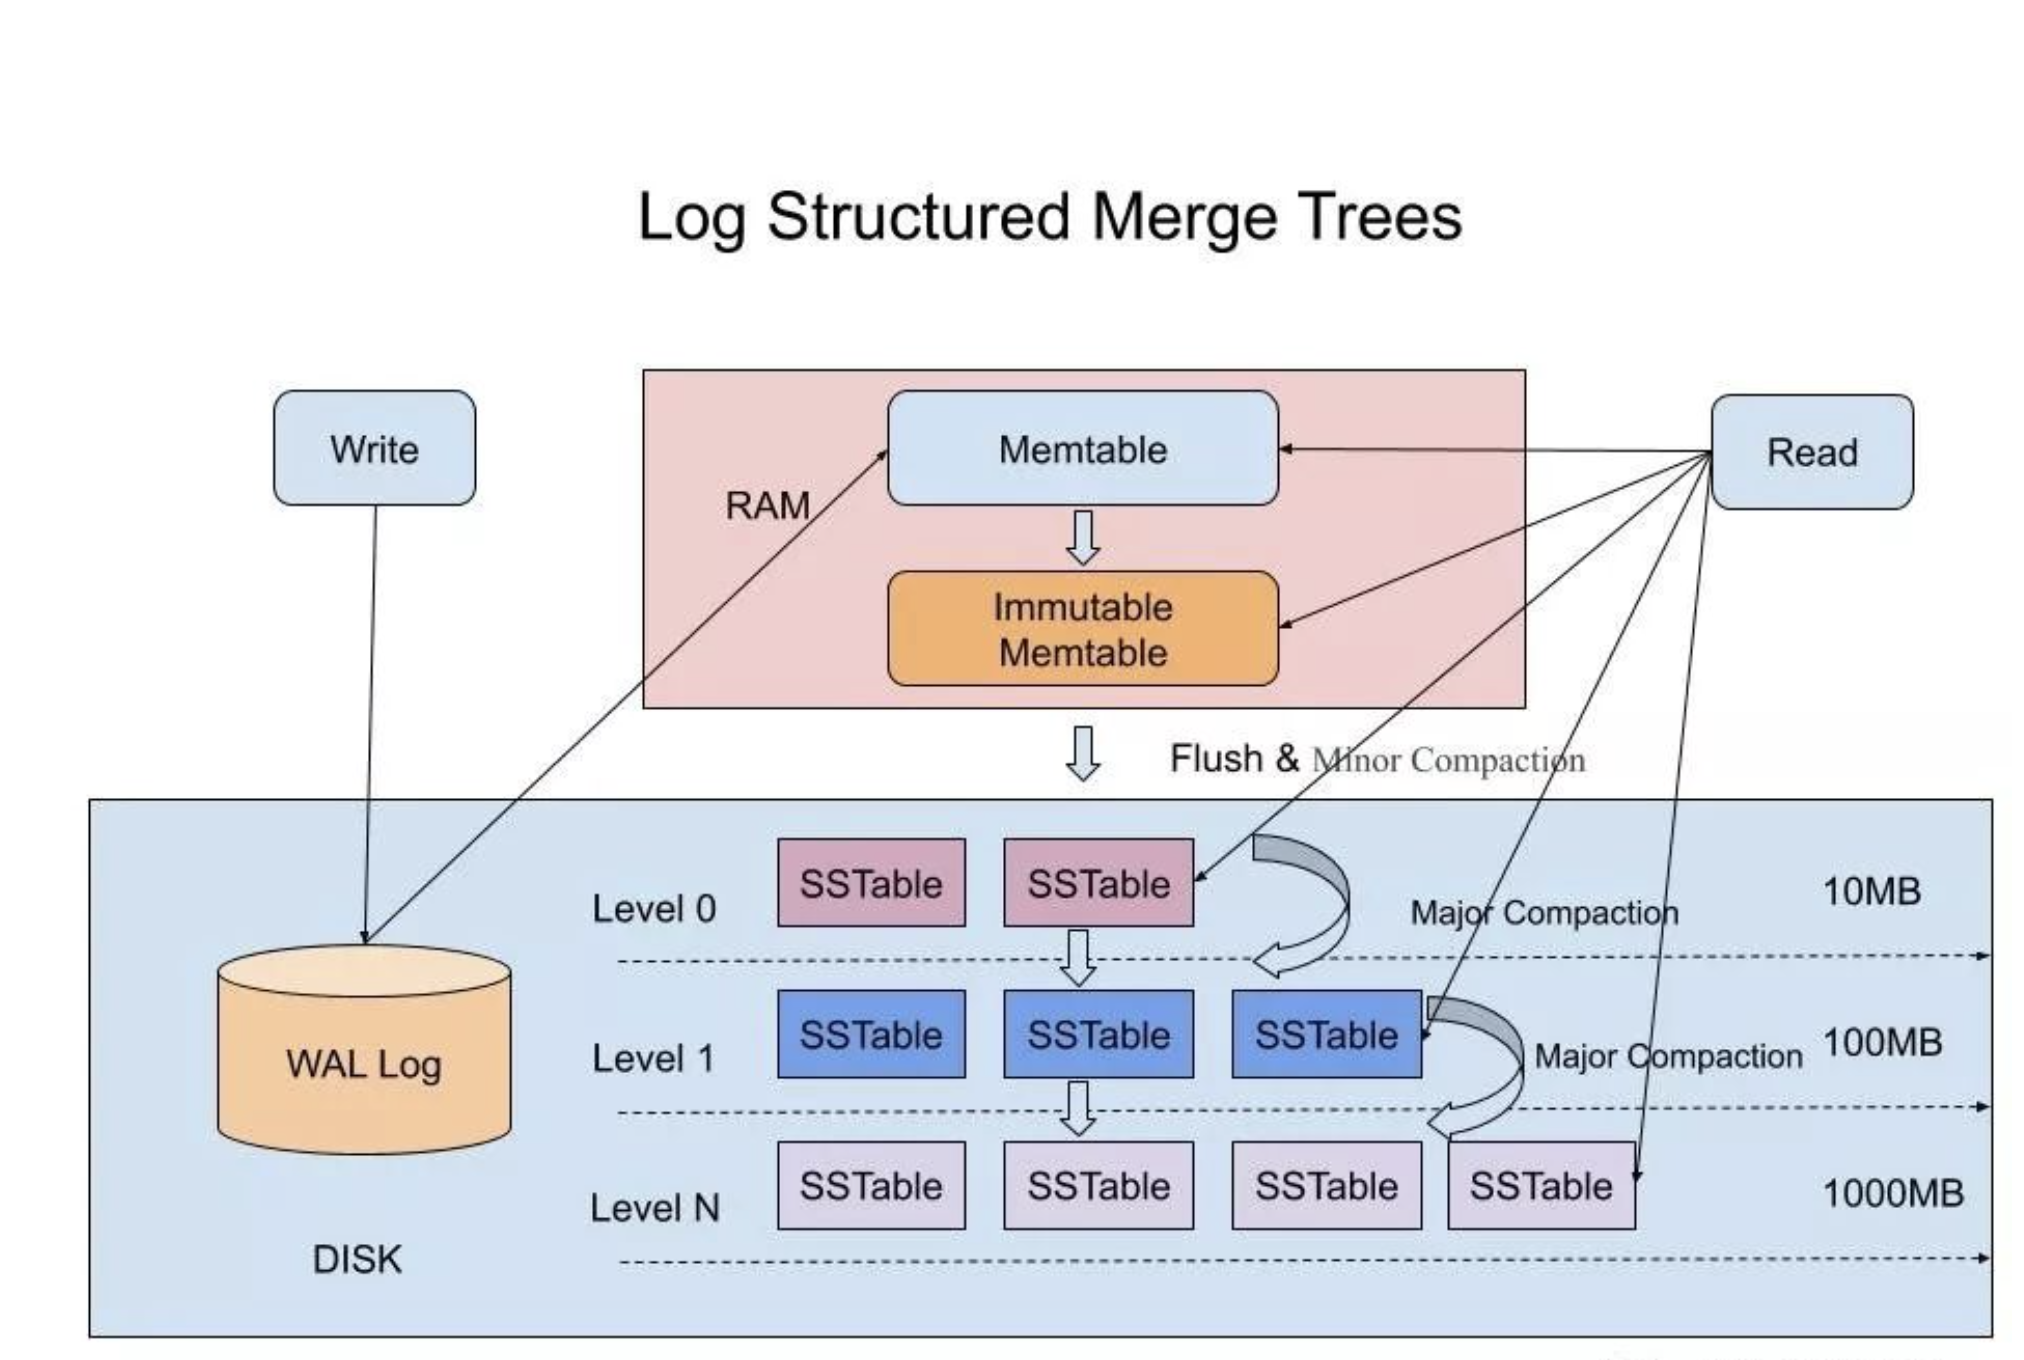 Log Structured Merge Trees
Write
Memtable
Read
RAM
Immutable
Memtable
Flush & Minor Compaction
SSTable SSTable
Level 0
10MB
Major Compaction
SSTable SSTable SSTable
Level 1
100MB
Major Compaction
WAL Log
SSTable SSTable SSTable SSTable
Level N
1000MB
DISK